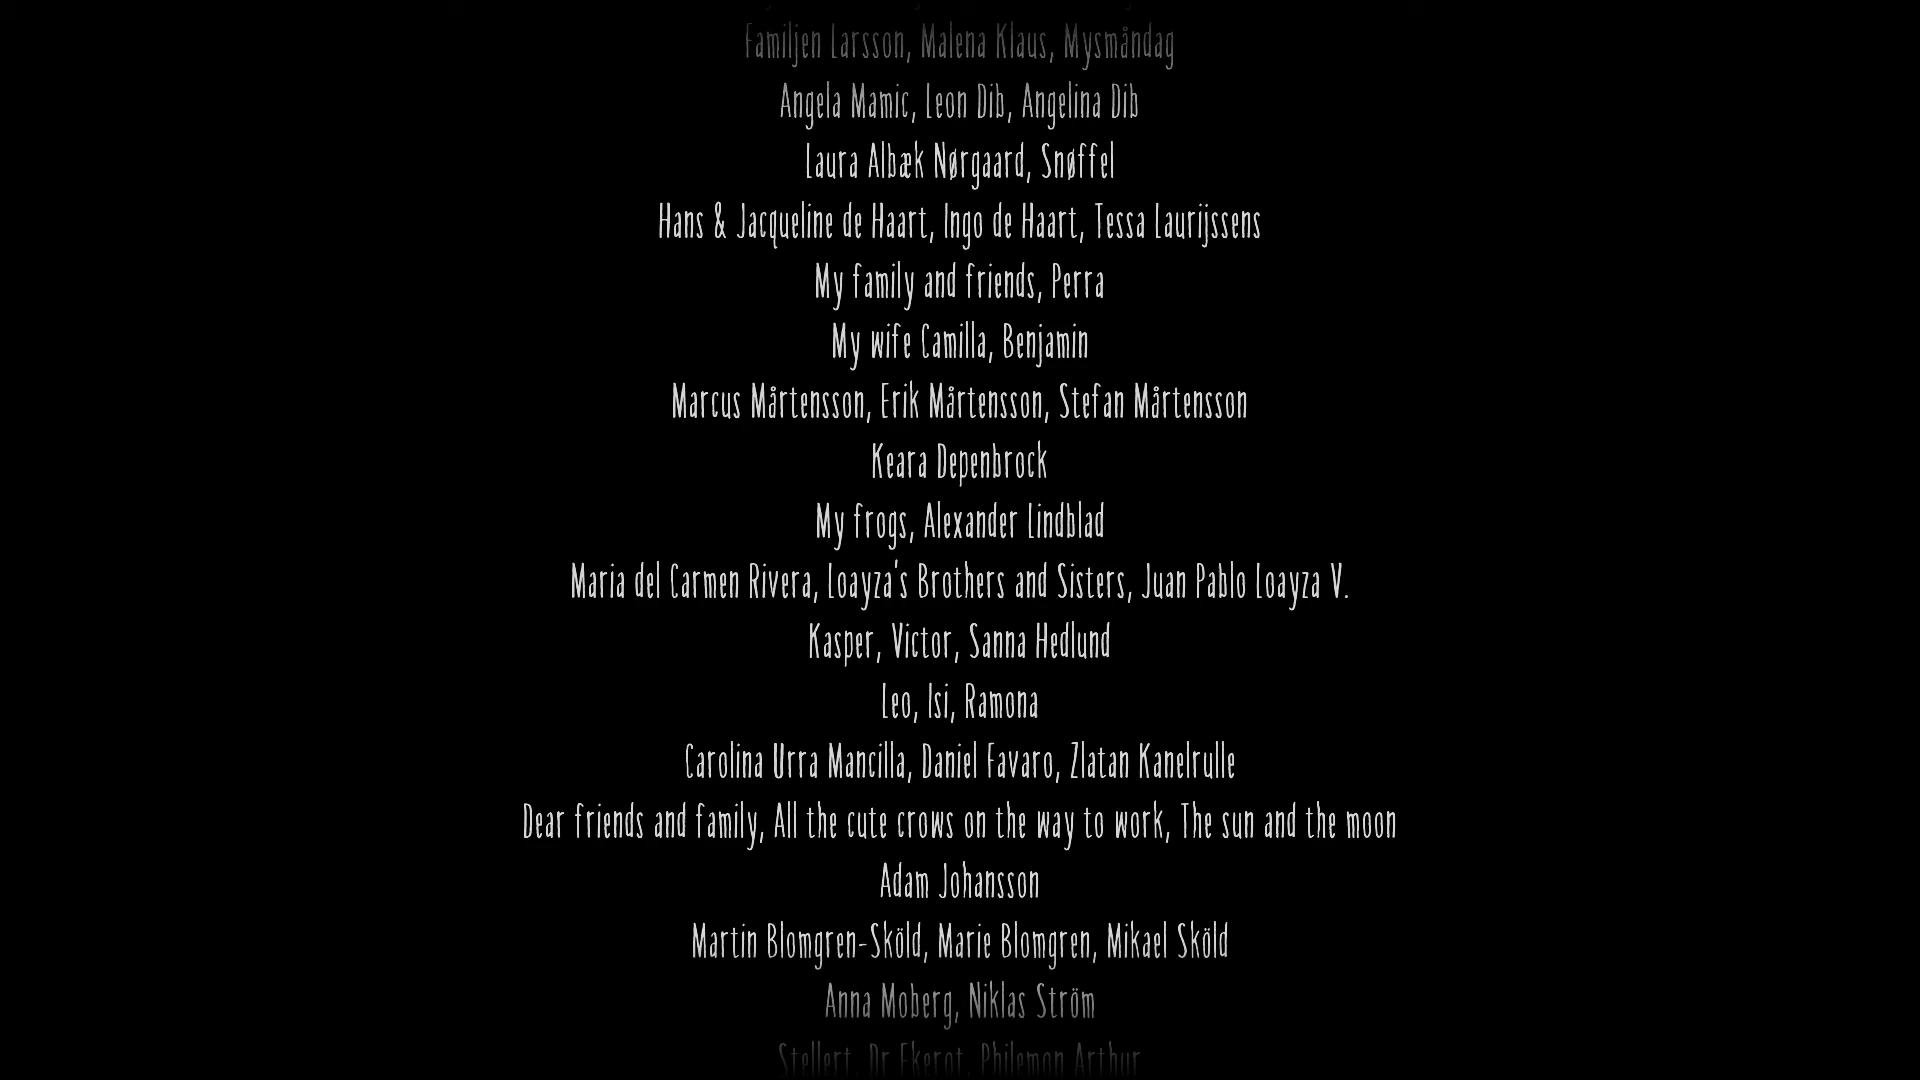 Familjen Larsson, Malena Klaus, Mysmåndag
Angela Mamic, Leon Dib, Angelina Dib
Laura Albæk Nørgaard, Snøffel
Hans & Jacqueline de Haart, Ingo de Haart, Tessa Laurijssens
My family and friends, Perra
My wife Camilla, Benjamin
Marcus Mårtensson, Erik Mårtensson, Stefan Mårtensson
Keara Depenbrock
My frogs, Alexander Lindblad
Maria del Carmen Rivera, Loayza's Brothers and Sisters, Juan Pablo Loayza V.
Kasper, Victor, Sanna Hedlund
Leo, Isi, Ramona
Carolina Urra Mancilla, Daniel Favaro, Zlatan Kanelrulle
Dear friends and family, All the cute crows on the way to work, The sun and the moon
Adam Johansson
Martin Blomgren-Sköld, Marie Blomgren, Mikael Sköld
Anna Moberg, Niklas Ström
Stellert, Dr Ekerot, Philemon Arthur